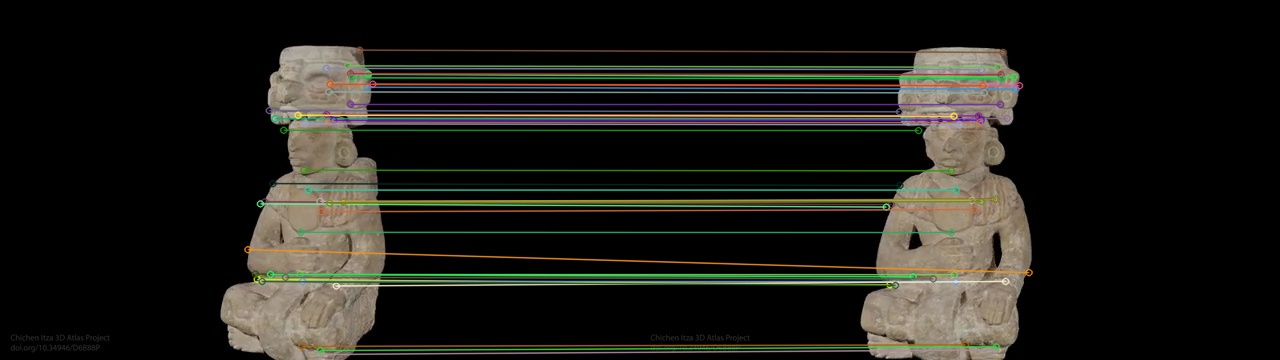 Chichen Itza 3D Atlas Project
doi.org/10.34946/D6888P
Chichen Itza 3D Atlas Project